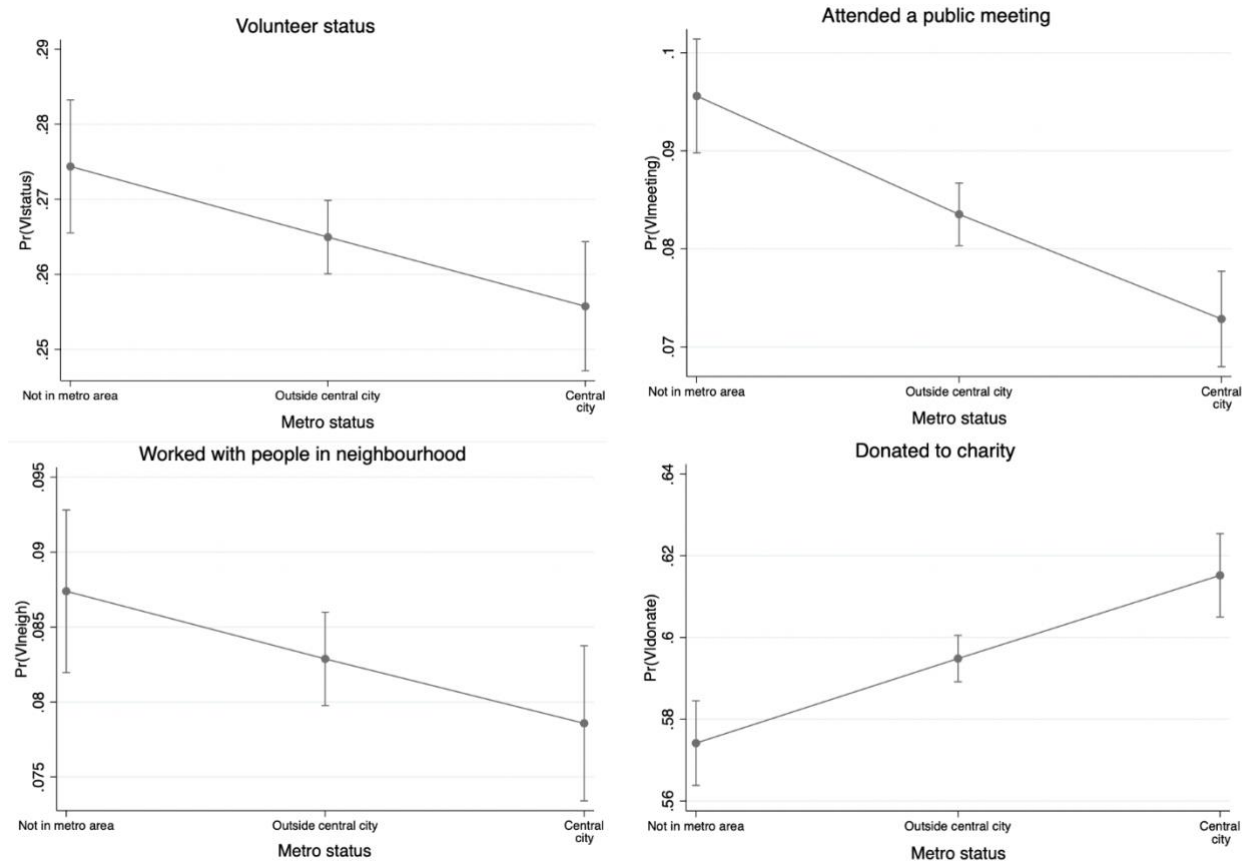 Volunteer status
Pr(VIstatus)
.29
.28
.27
.26
.25
Not in metro area
Outside central city
Central
city
Metro status
Attended a public meeting
Pr(VImeeting)
.1
.09
.08
.07
Not in metro area
Outside central city
Central
city
Metro status
Worked with people in neighbourhood
Pr(VIneigh)
.095
.09
.085
.08
.075
Not in metro area
Outside central city
Central
city
Metro status
Donated to charity
Pr(VIdonate)
.64
.62
.6
.58
.56
Not in metro area
Outside central city
Central
city
Metro status